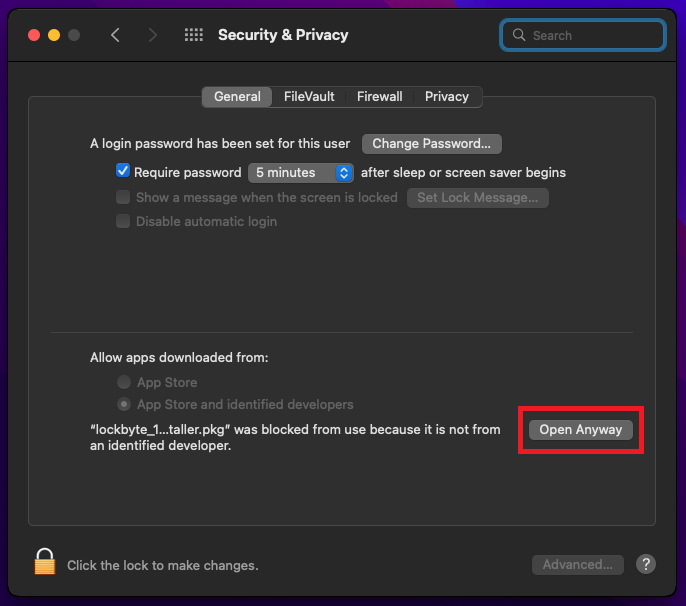 Security & Privacy
Search
General FileVault Firewall Privacy
A login password has been set for this user Change Password...
Require password 5 minutes after sleep or screen saver begins
Show a message when the screen is locked Set Lock Message...
Disable automatic login
Allow apps downloaded from:
App Store
App Store and identified developers
“lockbyte_1...taller.pkg” was blocked from use because it is not from
an identified developer.
Open Anyway
Click the lock to make changes.
Advanced...
?